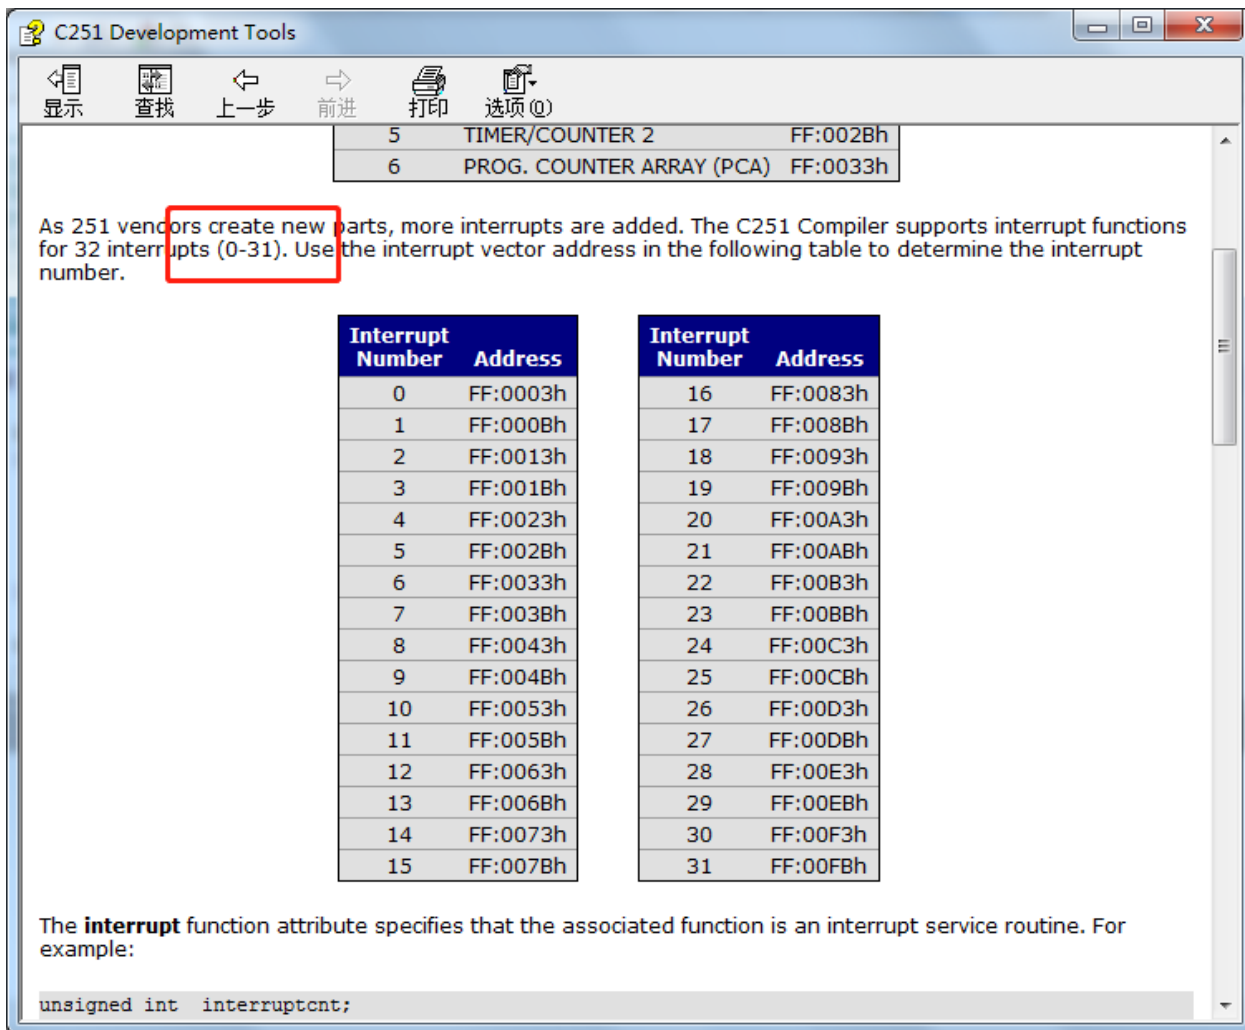 C251 Development Tools
显示 查找 上一步 前进 打印 选项(O)
5 TIMER/COUNTER 2 FF:002Bh
6 PROG. COUNTER ARRAY (PCA) FF:0033h
As 251 vendors create new parts, more interrupts are added. The C251 Compiler supports interrupt functions
for 32 interrupts (0-31). Use the interrupt vector address in the following table to determine the interrupt
number.
Interrupt Number Address Interrupt Number Address
0 FF:0003h 16 FF:0083h
1 FF:000Bh 17 FF:008Bh
2 FF:0013h 18 FF:0093h
3 FF:001Bh 19 FF:009Bh
4 FF:0023h 20 FF:00A3h
5 FF:002Bh 21 FF:00ABh
6 FF:0033h 22 FF:00B3h
7 FF:003Bh 23 FF:00BBh
8 FF:0043h 24 FF:00C3h
9 FF:004Bh 25 FF:00CBh
10 FF:0053h 26 FF:00D3h
11 FF:005Bh 27 FF:00DBh
12 FF:0063h 28 FF:00E3h
13 FF:006Bh 29 FF:00EBh
14 FF:0073h 30 FF:00F3h
15 FF:007Bh 31 FF:00FBh
The interrupt function attribute specifies that the associated function is an interrupt service routine. For
example:
unsigned int interruptcnt;